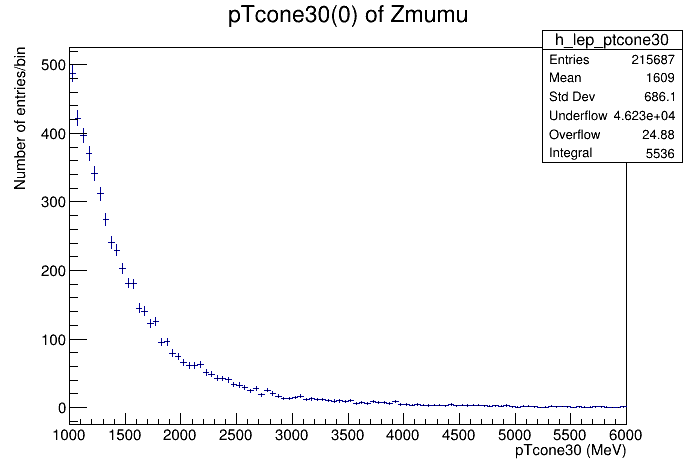 pTcone30(0) of Zmumu
h_lep_ptcone30
Entries 215687
Mean 1609
Std Dev 686.1
Underflow 4.623e+04
Overflow 24.88
Integral 5536
Number of entries/bin
500
400
300
200
100
0
1000 1500 2000 2500 3000 3500 4000 4500 5000 5500 6000
pTcone30 (MeV)